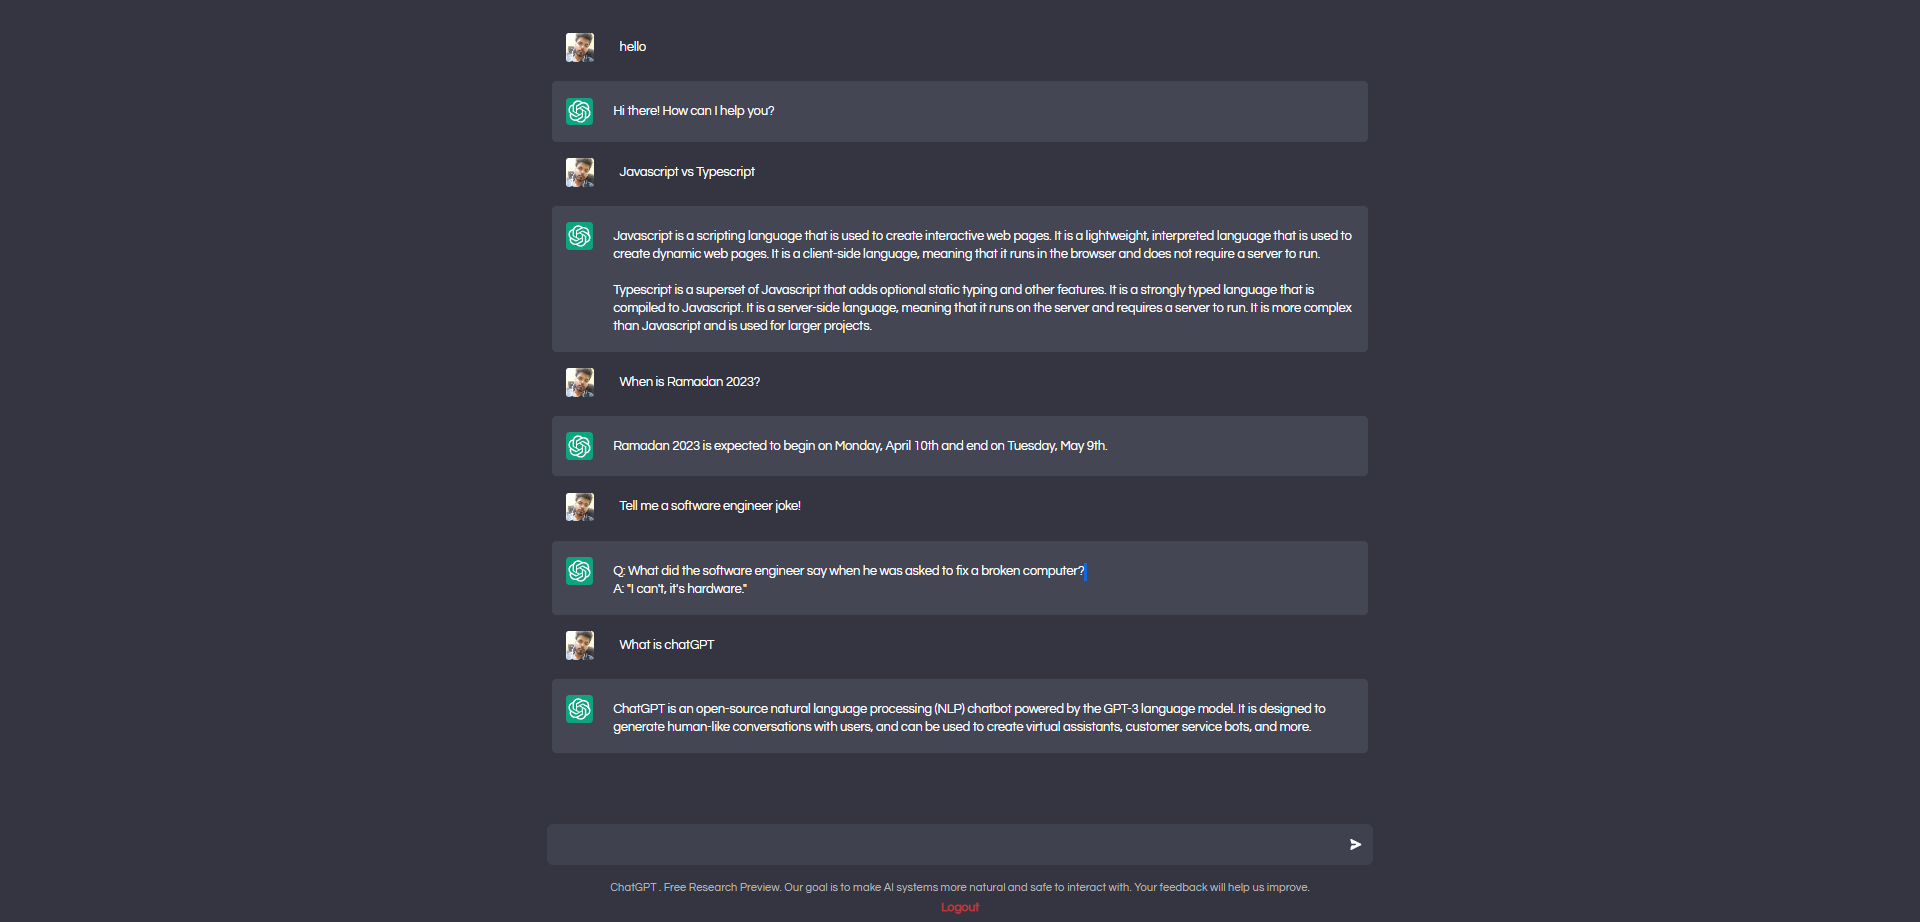 hello
Hi there! How can I help you?
Javascript vs Typescript
Javascript is a scripting language that is used to create interactive web pages. It is a lightweight, interpreted language that is used to
create dynamic web pages. It is a client-side language, meaning that it runs in the browser and does not require a server to run.
Typescript is a superset of Javascript that adds optional static typing and other features. It is a strongly typed language that is
compiled to Javascript. It is a server-side language, meaning that it runs on the server and requires a server to run. It is more complex
than Javascript and is used for larger projects.
When is Ramadan 2023?
Ramadan 2023 is expected to begin on Monday, April 10th and end on Tuesday, May 9th.
Tell me a software engineer joke!
Q: What did the software engineer say when he was asked to fix a broken computer?
A: "I can't, it's hardware."
What is chatGPT
ChatGPT is an open-source natural language processing (NLP) chatbot powered by the GPT-3 language model. It is designed to
generate human-like conversations with users, and can be used to create virtual assistants, customer service bots, and more.
ChatGPT . Free Research Preview. Our goal is to make AI systems more natural and safe to interact with. Your feedback will help us improve.
Logout